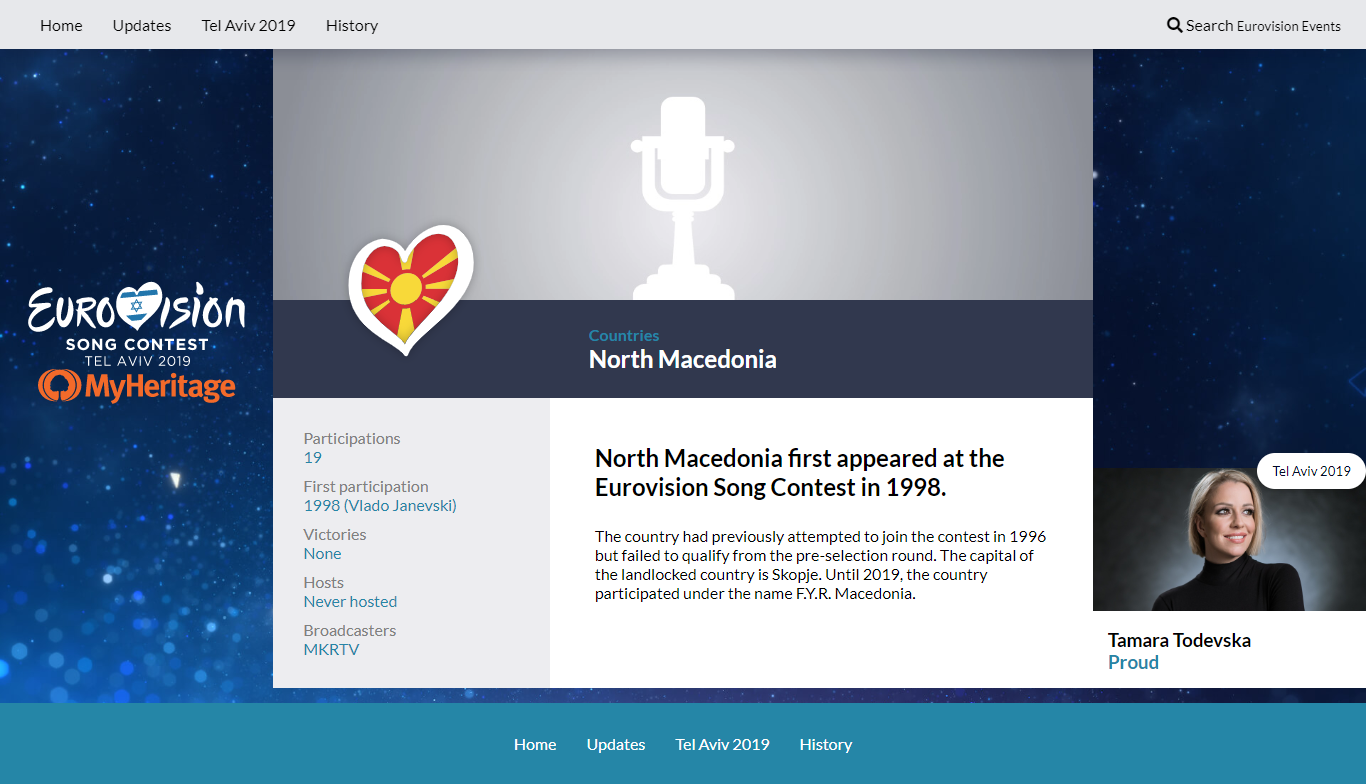 Home Updates Tel Aviv 2019 History Search Eurovision Events
EUROVISION
SONG CONTEST
TEL AVIV 2019
MyHeritage
Countries
North Macedonia
Participations
19
First participation
1998 (Vlado Janevski)
Victories
None
Hosts
Never hosted
Broadcasters
MKRTV
North Macedonia first appeared at the
Eurovision Song Contest in 1998.
The country had previously attempted to join the contest in 1996
but failed to qualify from the pre-selection round. The capital of
the landlocked country is Skopje. Until 2019, the country
participated under the name F.Y.R. Macedonia.
Tel Aviv 2019
Tamara Todevska
Proud
Home Updates Tel Aviv 2019 History